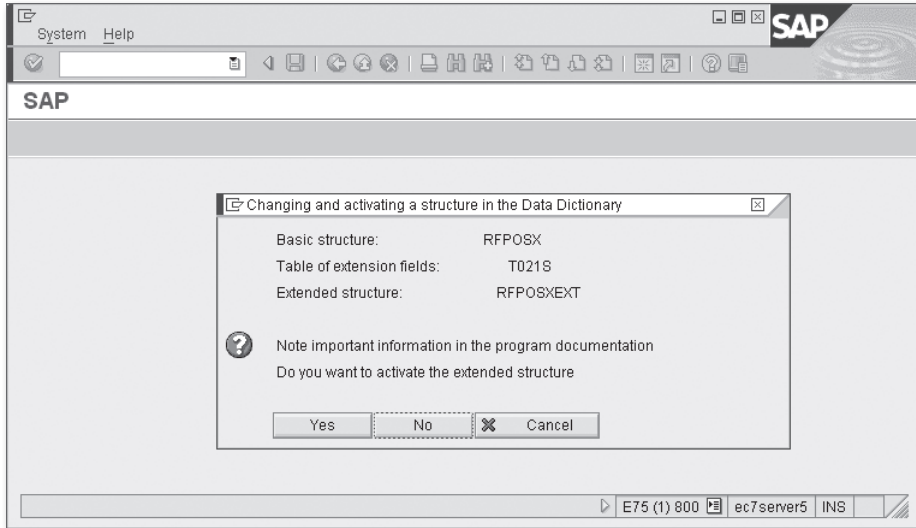 System Help
SAP
SAP
Changing and activating a structure in the Data Dictionary
Basic structure: RFPOSX
Table of extension fields: T021S
Extended structure: RFPOSXEXT
Note important information in the program documentation
Do you want to activate the extended structure
Yes No Cancel
E75 (1) 800 ec7server5 INS